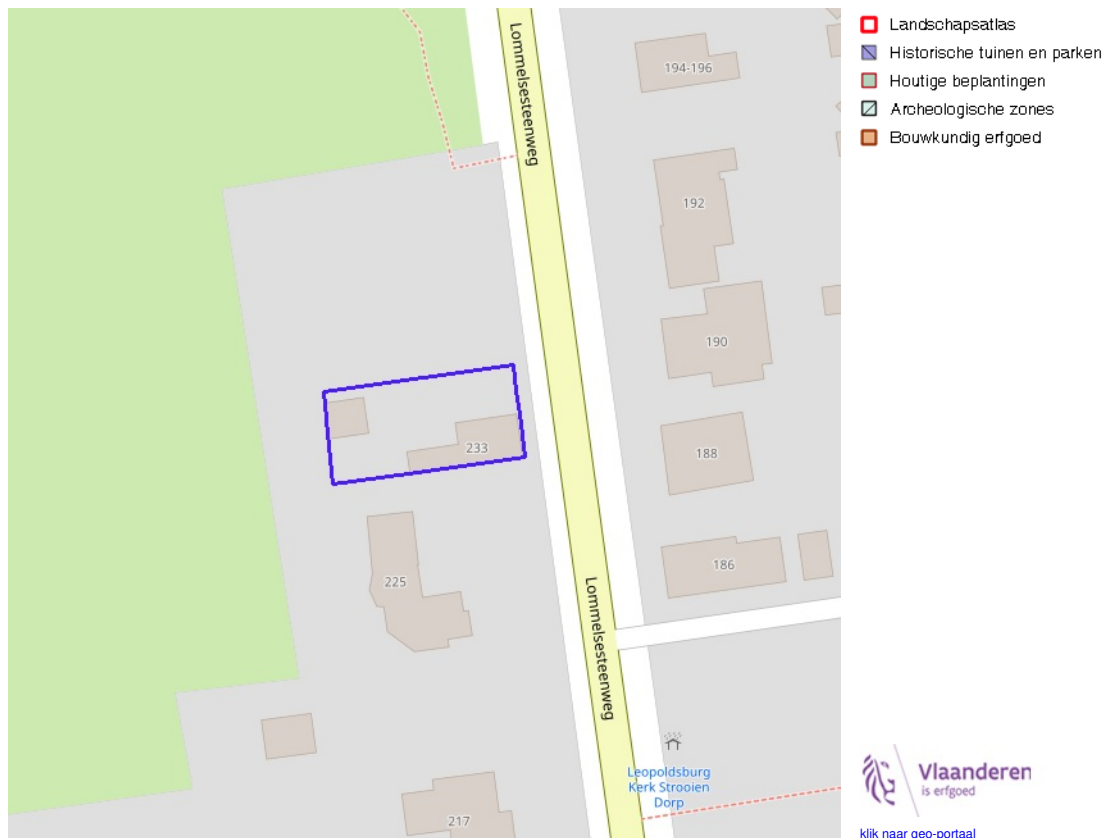 Lommelsesteenweg
194-196
192
190
233
188
186
225
Lommelsesteenweg
Leopoldsburg
Kerk Strooien
Dorp
217
Landschapsatlas
Historische tuinen en parken
Houtige beplantingen
Archeologische zones
Bouwkundig erfgoed
Vlaanderen
is erfgoed
klik naar geo-portaal